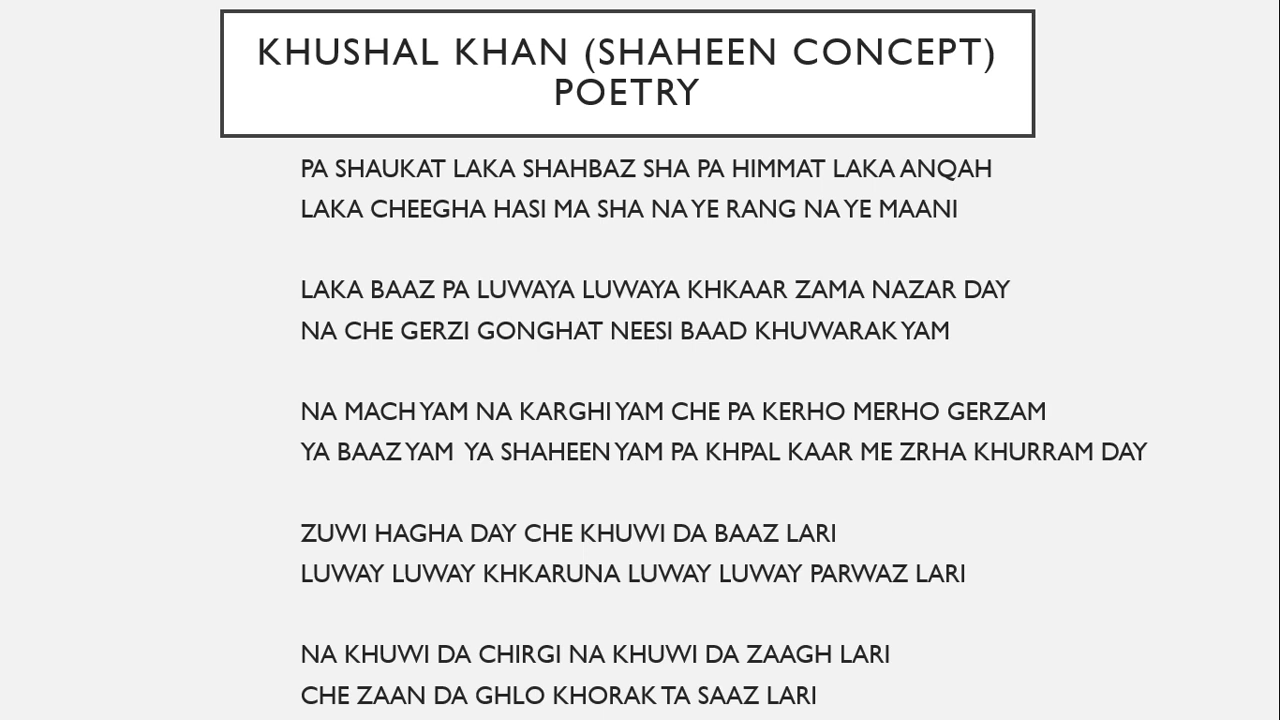 KHUSHAL KHAN (SHAHEEN CONCEPT)
POETRY
PA SHAUKAT LAKA SHAHBAZ SHA PA HIMMAT LAKA ANQAH
LAKA CHEEGHA HASI MA SHA NA YE RANG NA YE MAANI
LAKA BAAZ PA LUWAYA LUWAYA KHKAAR ZAMA NAZAR DAY
NA CHE GERZI GONGHAT NEESI BAAD KHUWARAK YAM
NA MACH YAM NA KARGHI YAM CHE PA KERHO MERHO GERZAM
YA BAAZ YAM YA SHAHEEN YAM PA KHPAL KAAR ME ZRHA KHURRAM DAY
ZUWI HAGHA DAY CHE KHUWI DA BAAZ LARI
LUWAY LUWAY KHKARUNA LUWAY LUWAY PARWAZ LARI
NA KHUWI DA CHIRGI NA KHUWI DA ZAAGH LARI
CHE ZAAN DA GHLO KHORAK TA SAAZ LARI